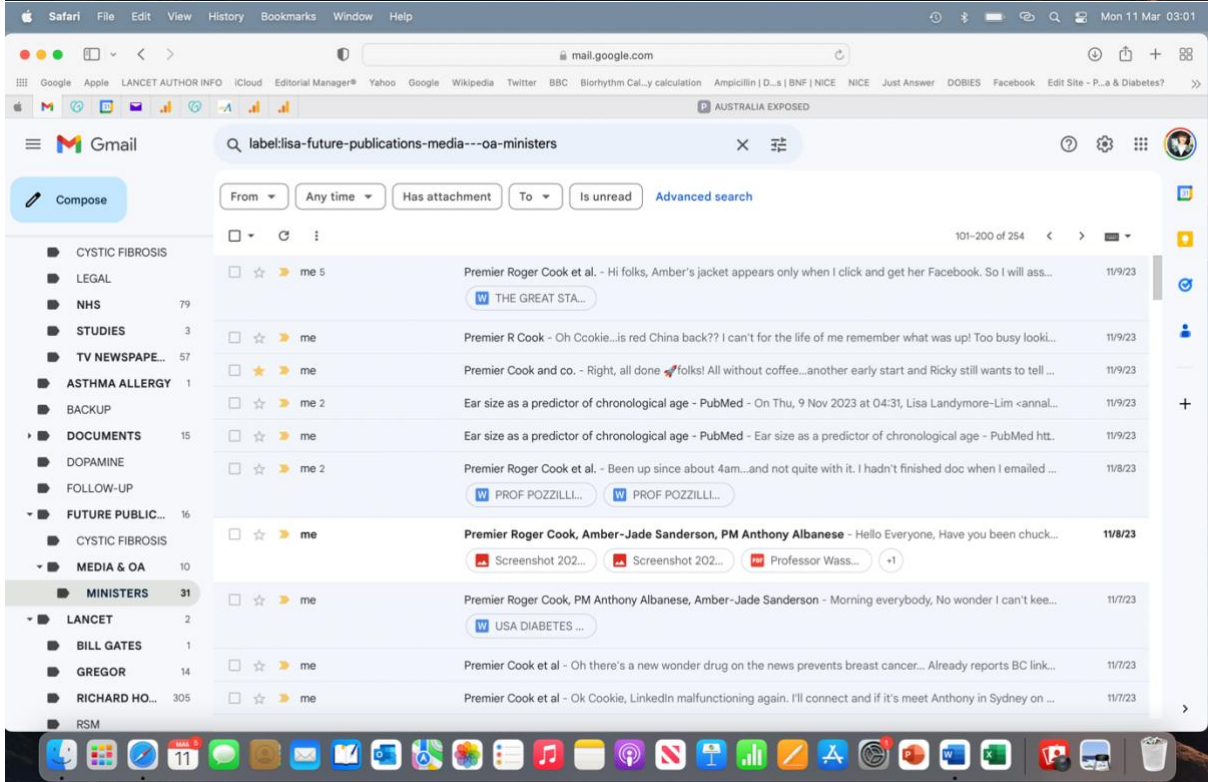 Safari File Edit View History Bookmarks Window Help Mon 11 Mar 03:01
mail.google.com
Google Apple LANCET AUTHOR INFO iCloud Editorial Manager® Yahoo Google Wikipedia Twitter BBC Biorhythm Cal...y calculation Ampicillin | D...s | BNF | NICE NICE Just Answer DOBIES Facebook Edit Site - P...a & Diabetes?
AUSTRALIA EXPOSED
Gmail
label:lisa-future-publications-media---oa-ministers
Compose
From Any time Has attachment To Is unread Advanced search
101–200 of 254
CYSTIC FIBROSIS
LEGAL
NHS 79
STUDIES 3
TV NEWSPAPE... 57
ASTHMA ALLERGY 1
BACKUP
DOCUMENTS 15
DOPAMINE
FOLLOW-UP
FUTURE PUBLIC... 16
CYSTIC FIBROSIS
MEDIA & OA 10
MINISTERS 31
LANCET 2
BILL GATES 1
GREGOR 14
RICHARD HO... 305
RSM
me 5 Premier Roger Cook et al. - Hi folks, Amber's jacket appears only when I click and get her Facebook. So I will ass... 11/9/23
THE GREAT STA...
me Premier R Cook - Oh Ccokie...is red China back?? I can't for the life of me remember what was up! Too busy looki... 11/9/23
me Premier Cook and co. - Right, all done 🚀folks! All without coffee...another early start and Ricky still wants to tell ... 11/9/23
me 2 Ear size as a predictor of chronological age - PubMed - On Thu, 9 Nov 2023 at 04:31, Lisa Landymore-Lim <annal... 11/9/23
me Ear size as a predictor of chronological age - PubMed - Ear size as a predictor of chronological age - PubMed htt.. 11/9/23
me 2 Premier Roger Cook et al. - Been up since about 4am...and not quite with it. I hadn't finished doc when I emailed ... 11/8/23
PROF POZZILLI... PROF POZZILLI...
me Premier Roger Cook, Amber-Jade Sanderson, PM Anthony Albanese - Hello Everyone, Have you been chuck... 11/8/23
Screenshot 202... Screenshot 202... Professor Wass... +1
me Premier Roger Cook, PM Anthony Albanese, Amber-Jade Sanderson - Morning everybody, No wonder I can't kee... 11/7/23
USA DIABETES ...
me Premier Cook et al - Oh there's a new wonder drug on the news prevents breast cancer... Already reports BC link... 11/7/23
me Premier Cook et al - Ok Cookie, LinkedIn malfunctioning again. I'll connect and if it's meet Anthony in Sydney on ... 11/7/23